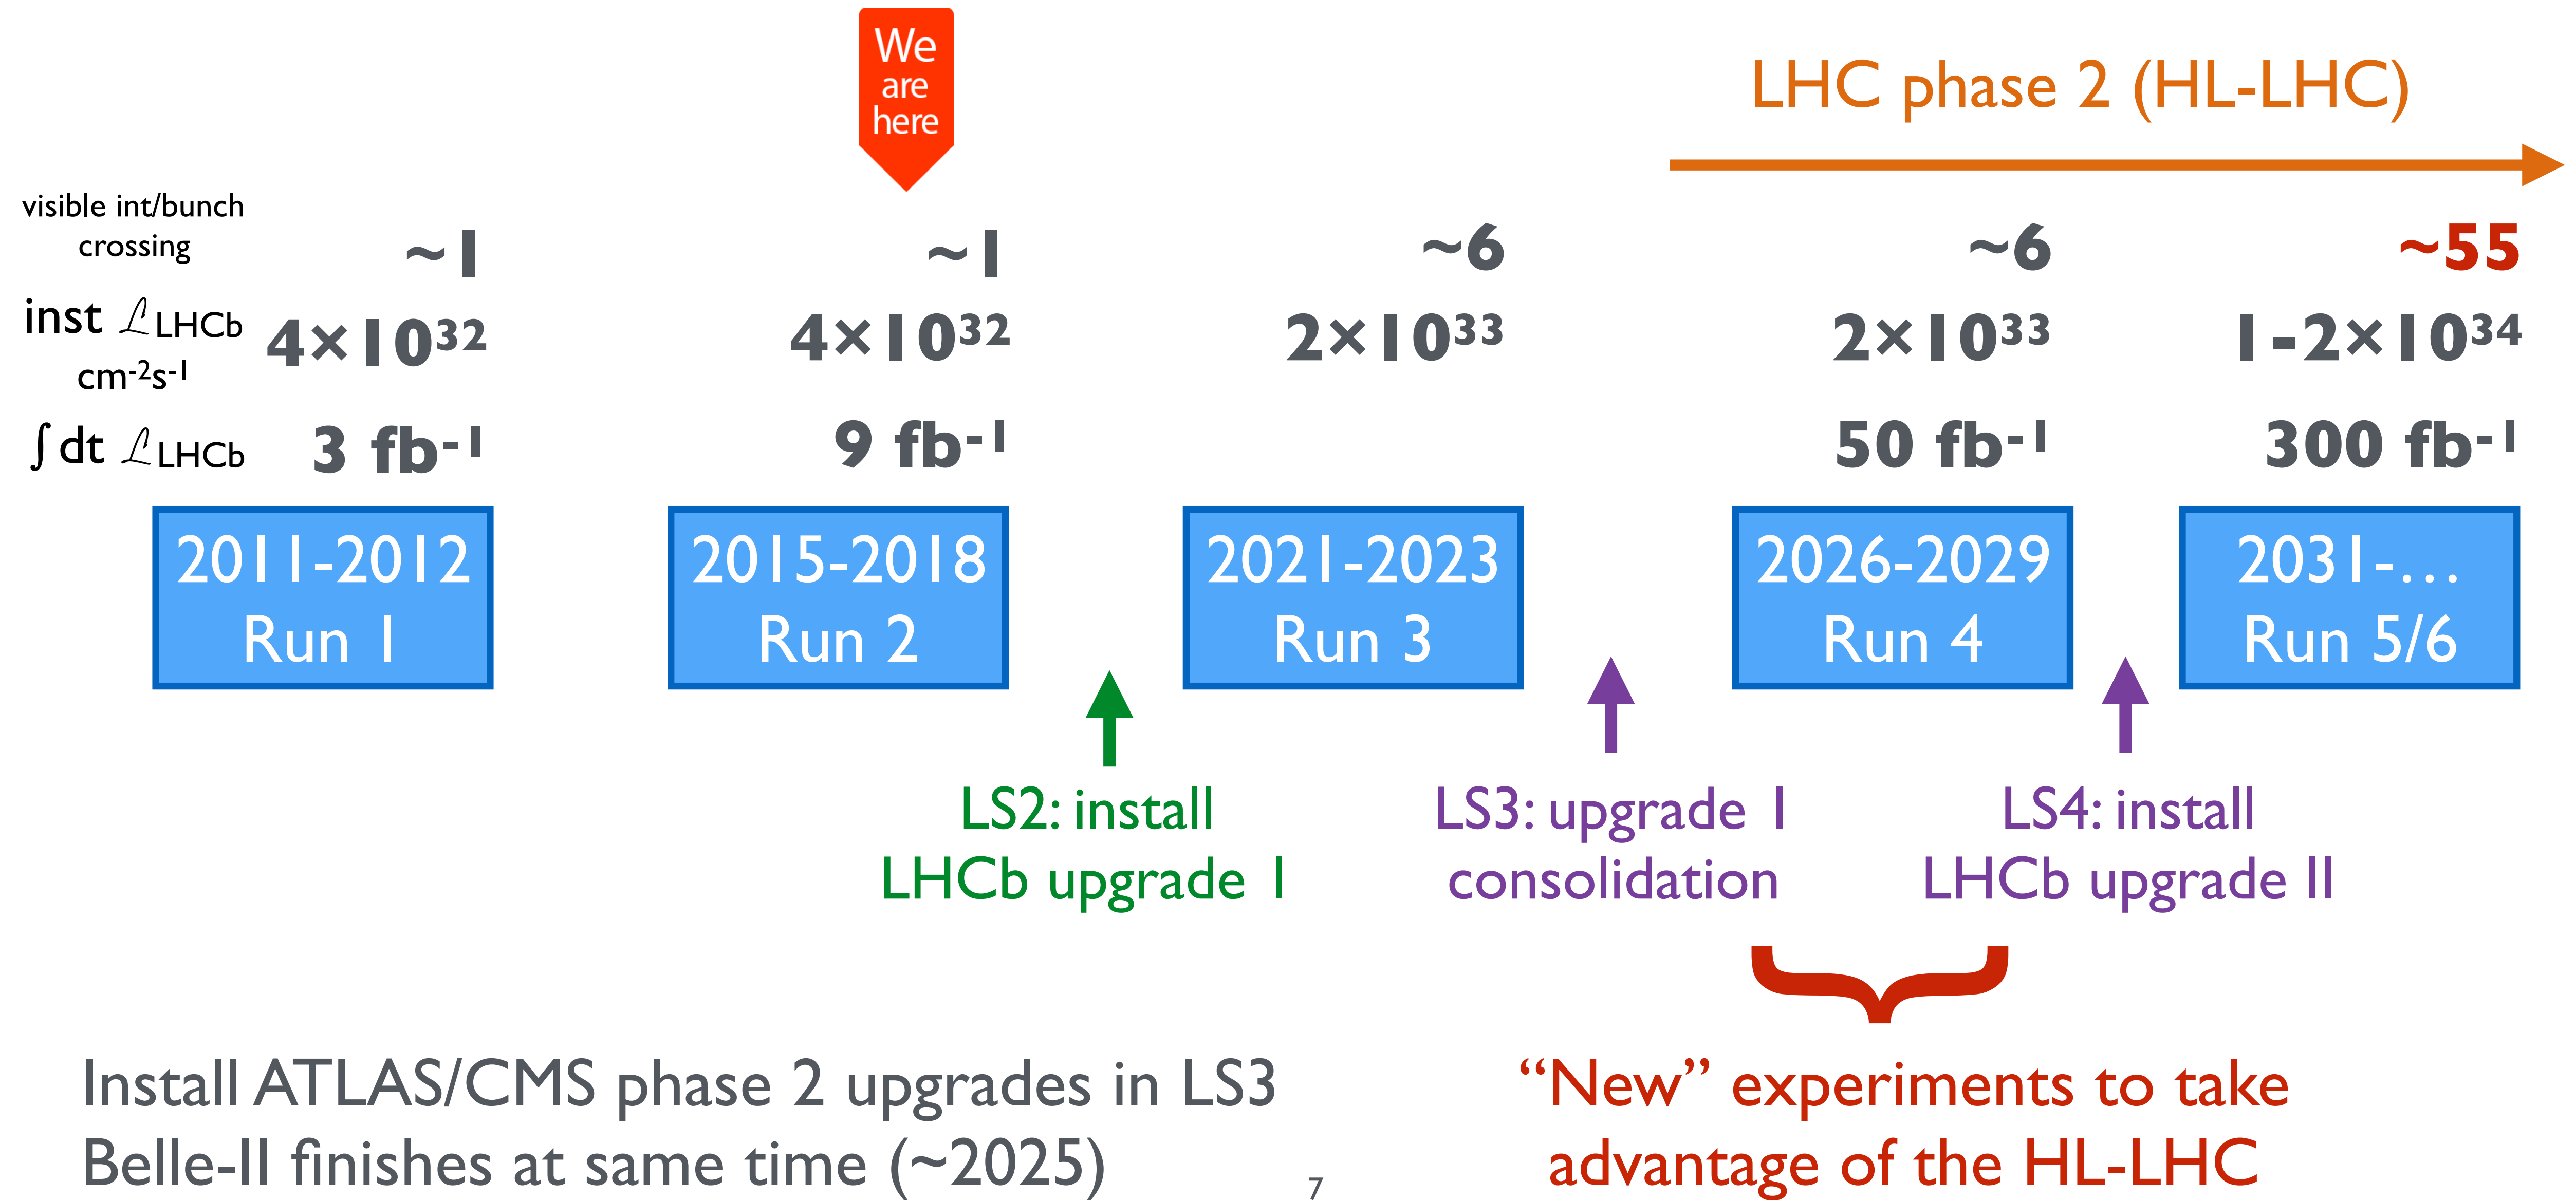 We
are
here
LHC phase 2 (HL-LHC)
visible int/bunch
crossing
~1
~1
~6
~6
~55
inst ℒ LHCb
cm-2s-1
4×10³²
4×10³²
2×10³³
2×10³³
1-2×10³⁴
∫dt ℒ LHCb
3 fb-1
9 fb-1
50 fb-1
300 fb-1
2011-2012
Run 1
2015-2018
Run 2
2021-2023
Run 3
2026-2029
Run 4
2031-…
Run 5/6
LS2: install
LHCb upgrade 1
LS3: upgrade 1
consolidation
LS4: install
LHCb upgrade II
Install ATLAS/CMS phase 2 upgrades in LS3
Belle-II finishes at same time (~2025)
“New” experiments to take
advantage of the HL-LHC
7